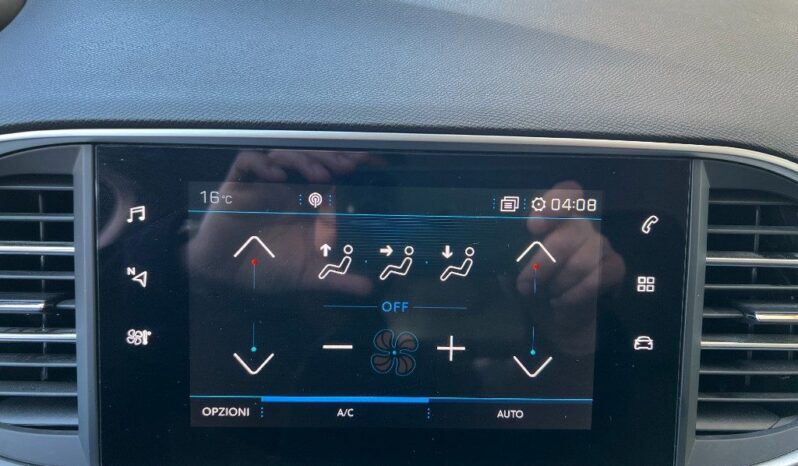 16°C 04:08
N
OFF
OPZIONI A/C AUTO